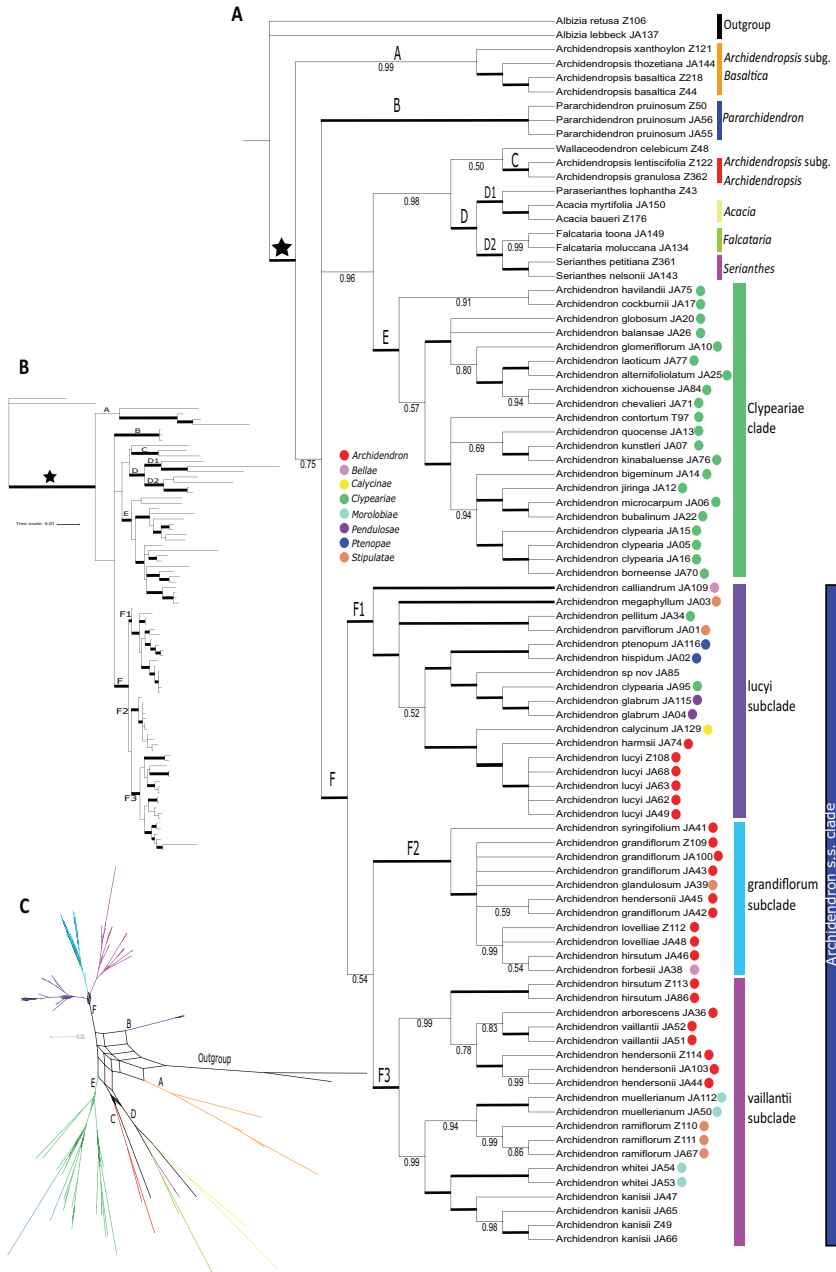 A
Albizia retusa Z106
Albizia lebbeck JA137
Outgroup
A
0.99
Archidendropsis xanthoylon Z121
Archidendropsis thozetiana JA144
Archidendropsis basaltica Z218
Archidendropsis basaltica Z44
Archidendropsis subg.
Basaltica
B
Pararchidendron pruinosum Z50
Pararchidendron pruinosum JA56
Pararchidendron pruinosum JA55
Pararchidendron
Wallaceodendron celebicum Z48
Archidendropsis lentiscifolia Z122
Archidendropsis granulosa Z362
0.50
C
Archidendropsis subg.
Archidendropsis
0.98
D1
D
D2
0.99
Paraserianthes lophantha Z43
Acacia myrtifolia JA150
Acacia baueri Z176
Acacia
Falcataria toona JA149
Falcataria moluccana JA134
Falcataria
Serianthes petitiana Z361
Serianthes nelsonii JA143
Serianthes
0.96
E
0.91
Archidendron havilandii JA75
Archidendron cockburnii JA17
Archidendron globosum JA20
Archidendron balansae JA26
Archidendron glomeriflorum JA10
Archidendron laoticum JA77
Archidendron alternifoliolatum JA25
Archidendron xichouense JA84
Archidendron chevalieri JA71
0.80
0.94
0.57
Archidendron contortum T97
Archidendron quocense JA13
Archidendron kunstleri JA07
Archidendron kinabaluense JA76
0.69
Archidendron bigeminum JA14
Archidendron jiringa JA12
Archidendron microcarpum JA06
Archidendron bubalinum JA22
Archidendron clypearia JA15
Archidendron clypearia JA05
Archidendron clypearia JA16
Archidendron borneense JA70
0.94
Clypeariae
clade
0.75
Archidendron
Bellae
Calycinae
Clypeariae
Morolobiae
Pendulosae
Ptenopae
Stipulatae
B
A
B
C
D1
D
D2
E
F1
F
F2
F3
Time scale: 0.01
F1
Archidendron calliandrum JA109
Archidendron megaphyllum JA03
Archidendron pellitum JA34
Archidendron parviflorum JA01
Archidendron ptenopum JA116
Archidendron hispidum JA02
Archidendron sp nov JA85
Archidendron clypearia JA95
Archidendron glabrum JA115
Archidendron glabrum JA04
Archidendron calycinum JA129
Archidendron harmsii JA74
Archidendron lucyi Z108
Archidendron lucyi JA68
Archidendron lucyi JA63
Archidendron lucyi JA62
Archidendron lucyi JA49
0.52
lucyi
subclade
F
F2
Archidendron syringifolium JA41
Archidendron grandiflorum Z109
Archidendron grandiflorum JA100
Archidendron grandiflorum JA43
Archidendron glandulosum JA39
Archidendron hendersonii JA45
Archidendron grandiflorum JA42
Archidendron lovelliae Z112
Archidendron lovelliae JA48
Archidendron hirsutum JA46
Archidendron forbesii JA38
0.59
0.99
0.54
grandiflorum
subclade
0.54
F3
Archidendron hirsutum Z113
Archidendron hirsutum JA86
Archidendron arborescens JA36
Archidendron vaillantii JA52
Archidendron vaillantii JA51
Archidendron hendersonii Z114
Archidendron hendersonii JA103
Archidendron hendersonii JA44
0.99
0.83
0.78
0.99
Archidendron muellerianum JA112
Archidendron muellerianum JA50
Archidendron ramiflorum Z110
Archidendron ramiflorum Z111
Archidendron ramiflorum JA67
Archidendron whitei JA54
Archidendron whitei JA53
Archidendron kanisii JA47
Archidendron kanisii JA65
Archidendron kanisii Z49
Archidendron kanisii JA66
0.94
0.99
0.86
0.99
0.98
vaillantii
subclade
Archidendron s.s. clade
C
F
B
Outgroup
A
E
D
C